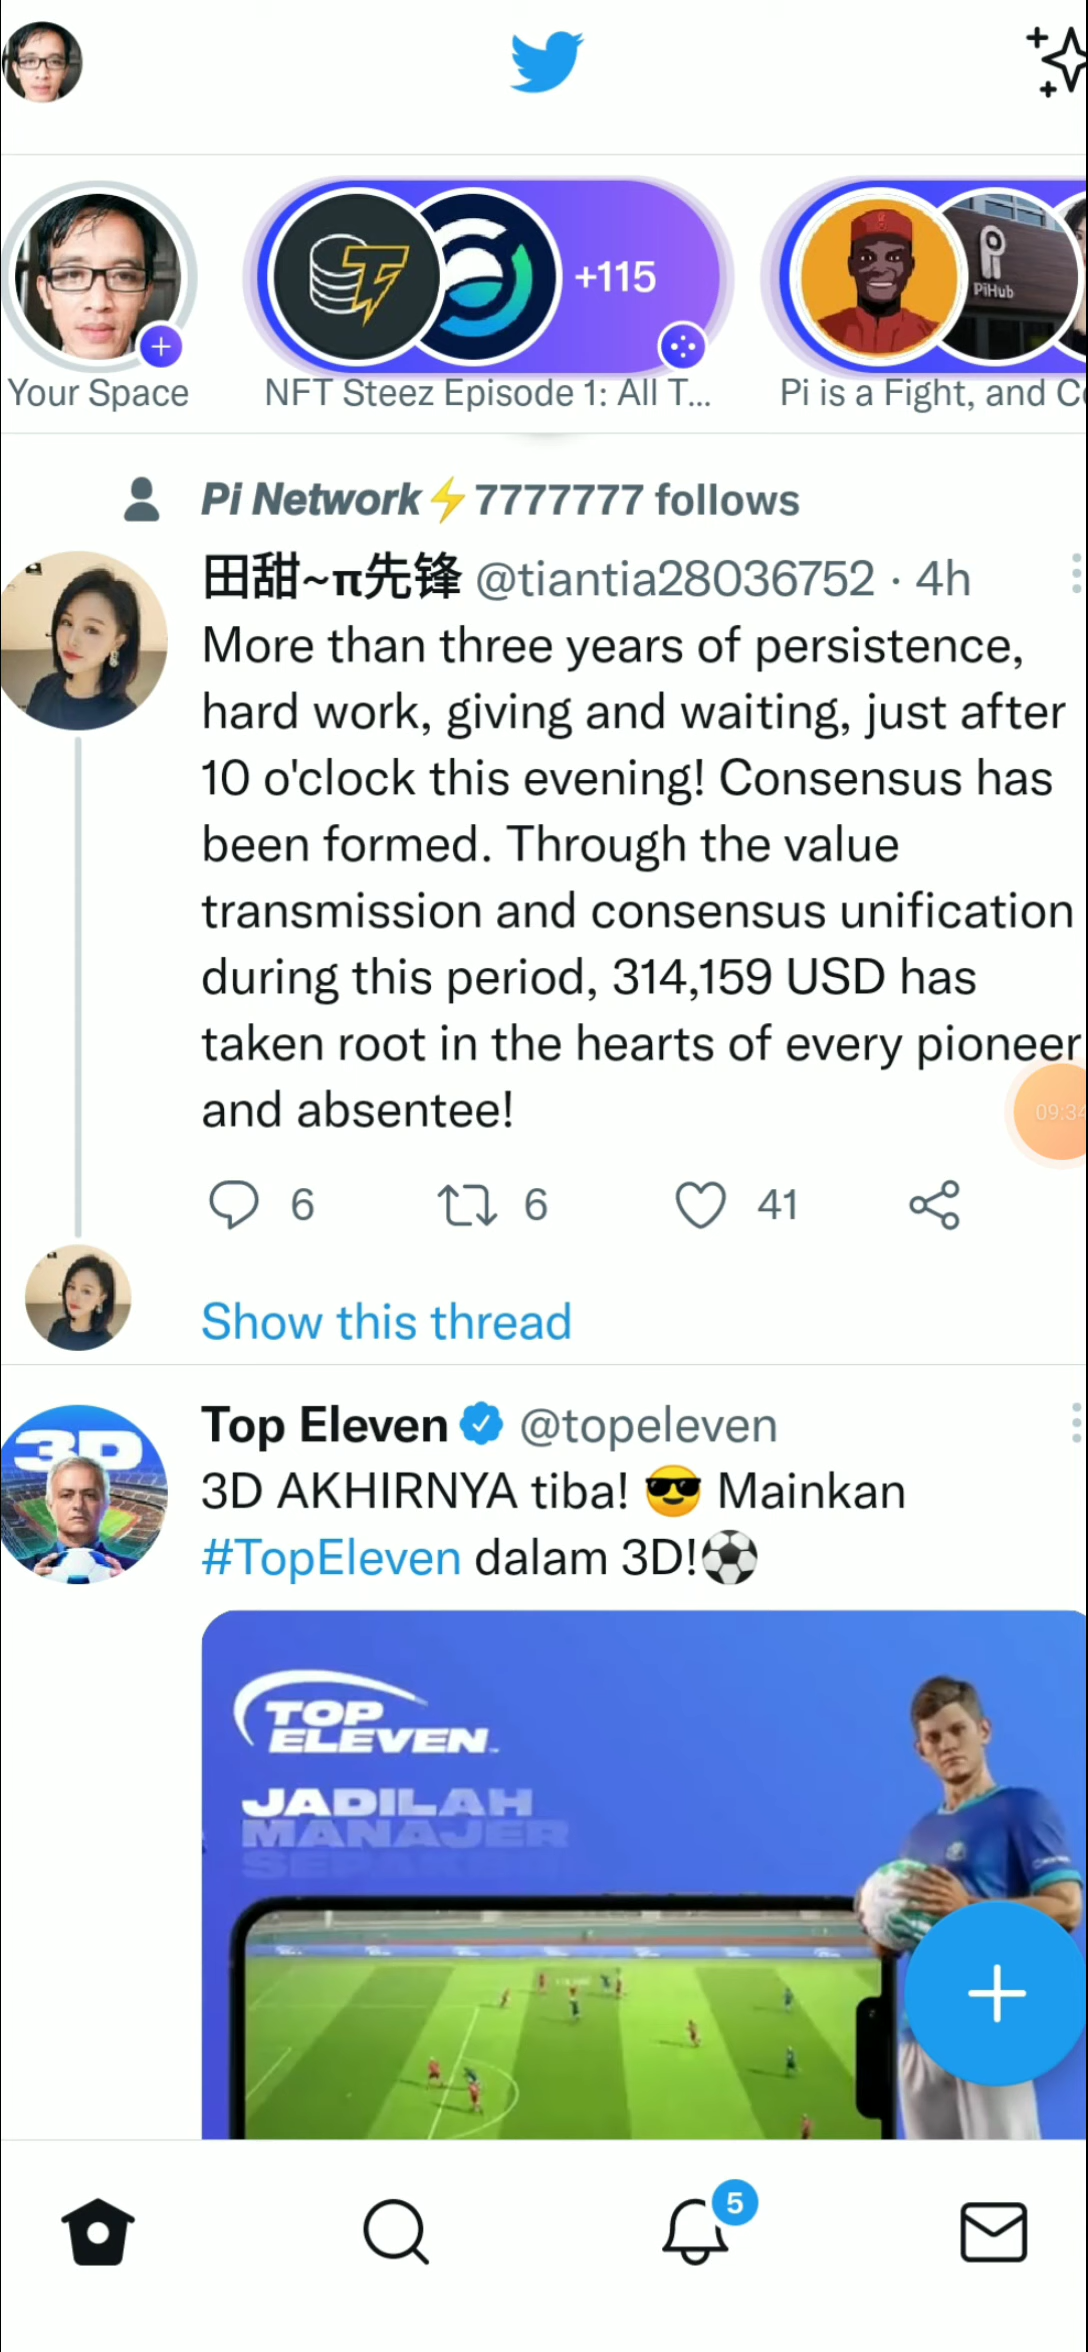 +115
PiHub
Your Space
NFT Steez Episode 1: All T...
Pi is a Fight, and C
Pi Network⚡7777777 follows
田甜~π先锋 @tiantia28036752 · 4h
More than three years of persistence,
hard work, giving and waiting, just after
10 o'clock this evening! Consensus has
been formed. Through the value
transmission and consensus unification
during this period, 314,159 USD has
taken root in the hearts of every pioneer
and absentee!
09:34
6 6 41
Show this thread
Top Eleven @topeleven
3D
3D AKHIRNYA tiba! 😎 Mainkan
#TopEleven dalam 3D!⚽
TOP
ELEVEN
JADILAH
MANAJER
5